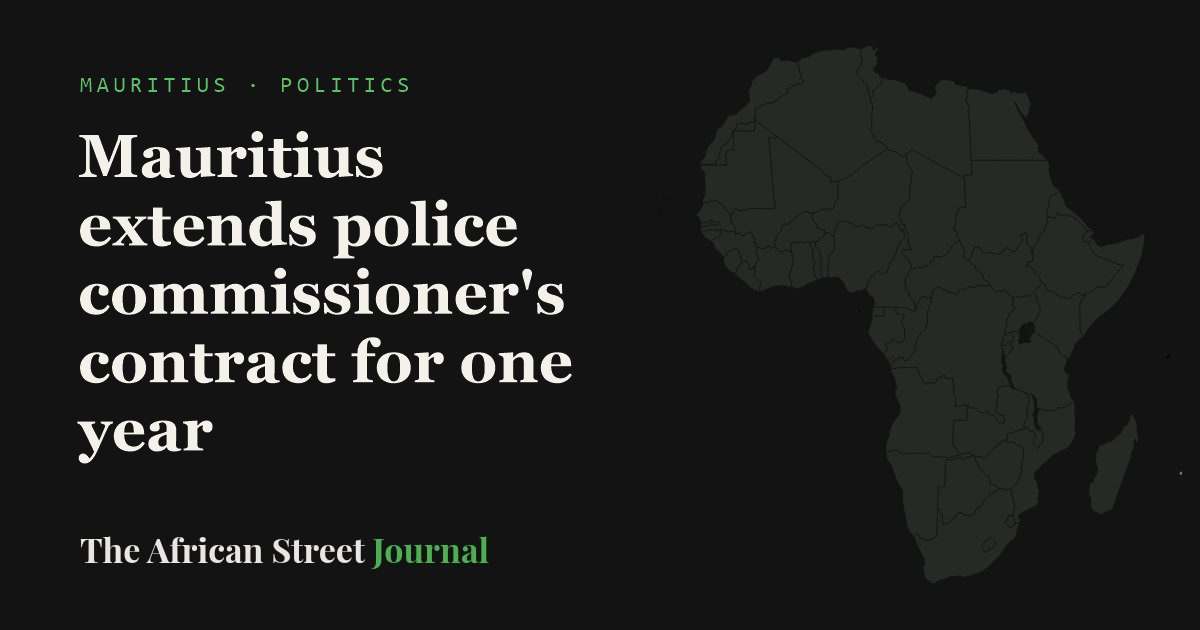 MAURITIUS · POLITICS
Mauritius
extends police
commissioner's
contract for one
year
The African Street Journal